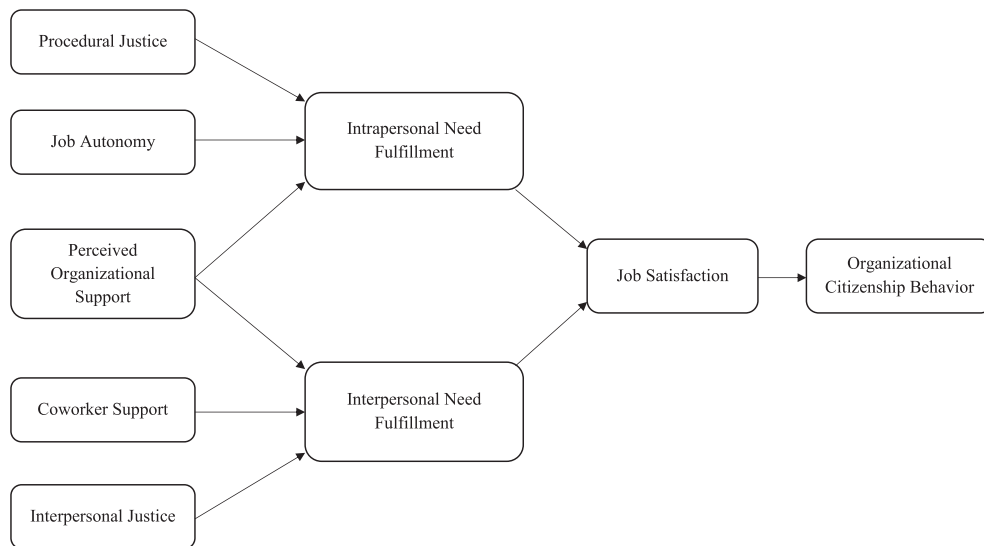 Procedural Justice
Job Autonomy
Perceived
Organizational
Support
Coworker Support
Interpersonal Justice
Intrapersonal Need
Fulfillment
Interpersonal Need
Fulfillment
Job Satisfaction
Organizational
Citizenship Behavior